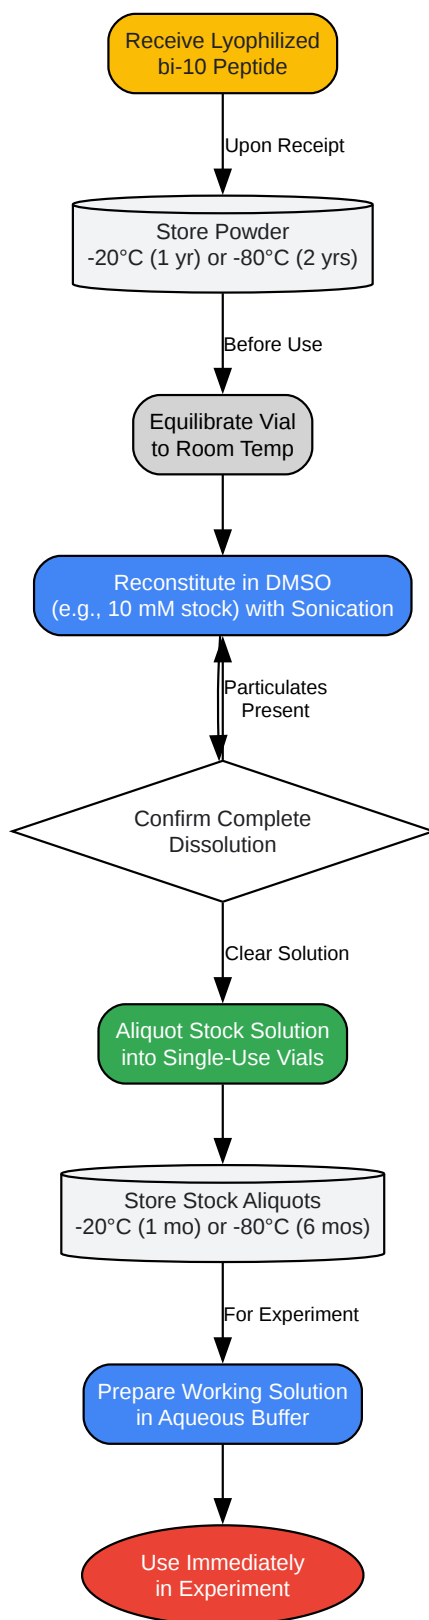 Receive Lyophilized
bi-10 Peptide
Upon Receipt
Store Powder
-20°C (1 yr) or -80°C (2 yrs)
Before Use
Equilibrate Vial
to Room Temp
Reconstitute in DMSO
(e.g., 10 mM stock) with Sonication
Particulates
Present
Confirm Complete
Dissolution
Clear Solution
Aliquot Stock Solution
into Single-Use Vials
Store Stock Aliquots
-20°C (1 mo) or -80°C (6 mos)
For Experiment
Prepare Working Solution
in Aqueous Buffer
Use Immediately
in Experiment